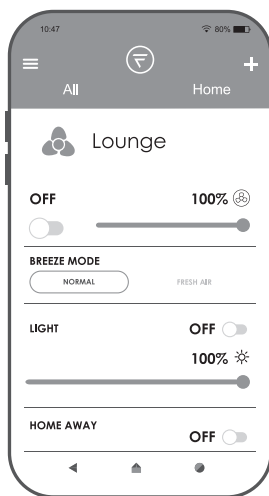 10:47 80%
All Home
Lounge
OFF 100%
BREEZE MODE
NORMAL FRESH AIR
LIGHT OFF
100%
HOME AWAY
OFF